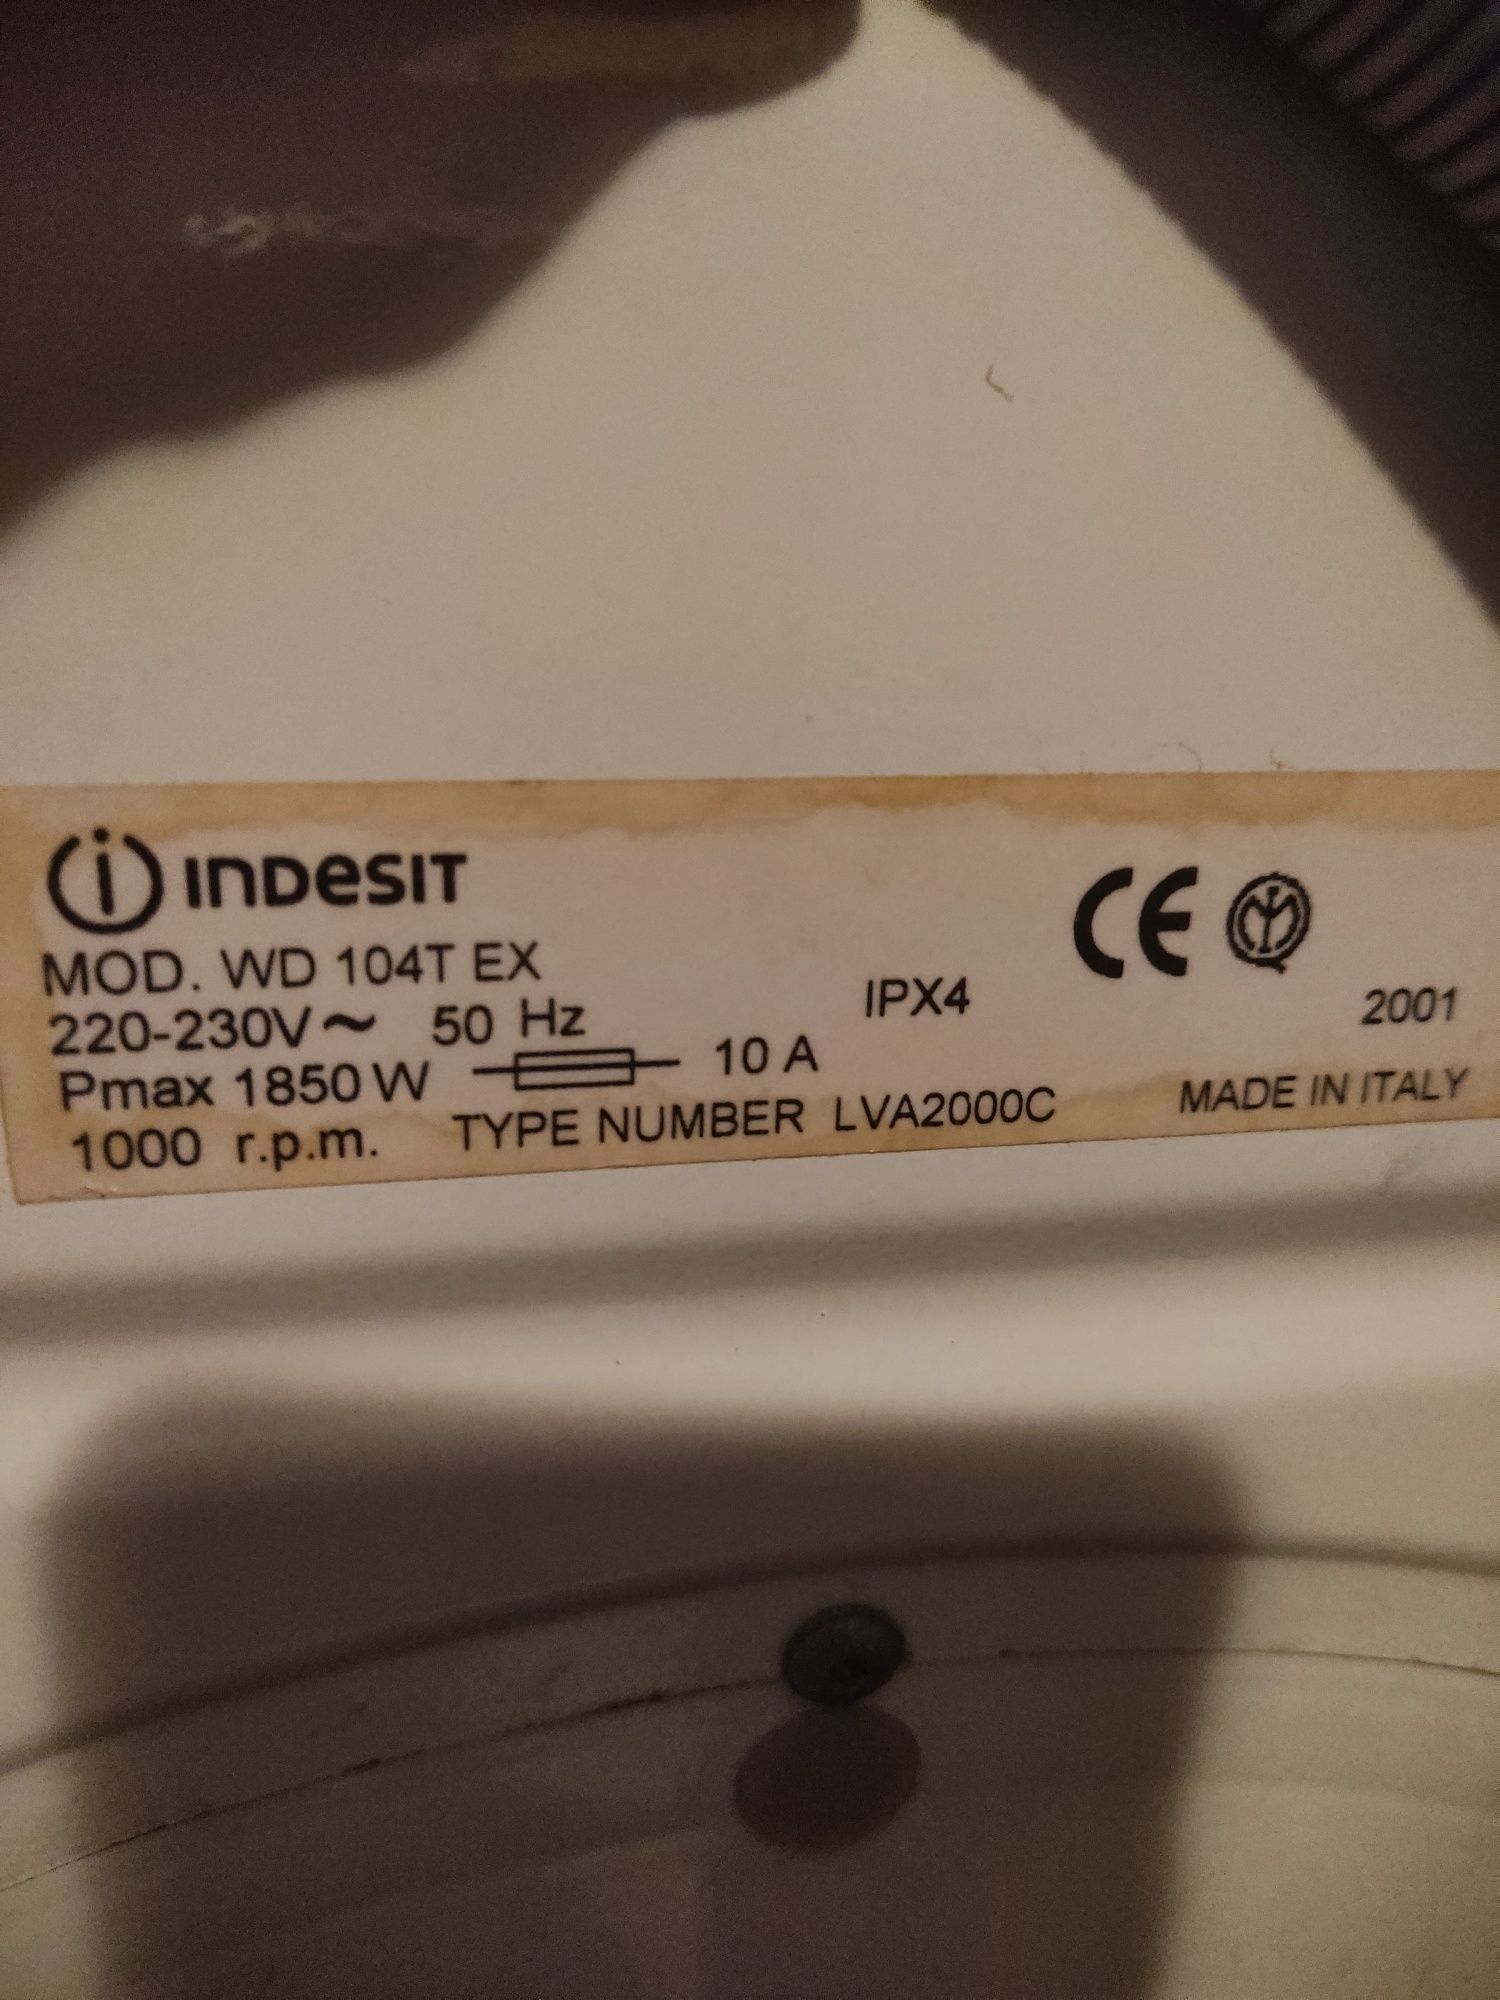 INDESIT
MOD. WD 104T EX
220-230V~ 50 Hz IPX4 2001
Pmax 1850 W 10 A
1000 r.p.m. TYPE NUMBER LVA2000C MADE IN ITALY
CE